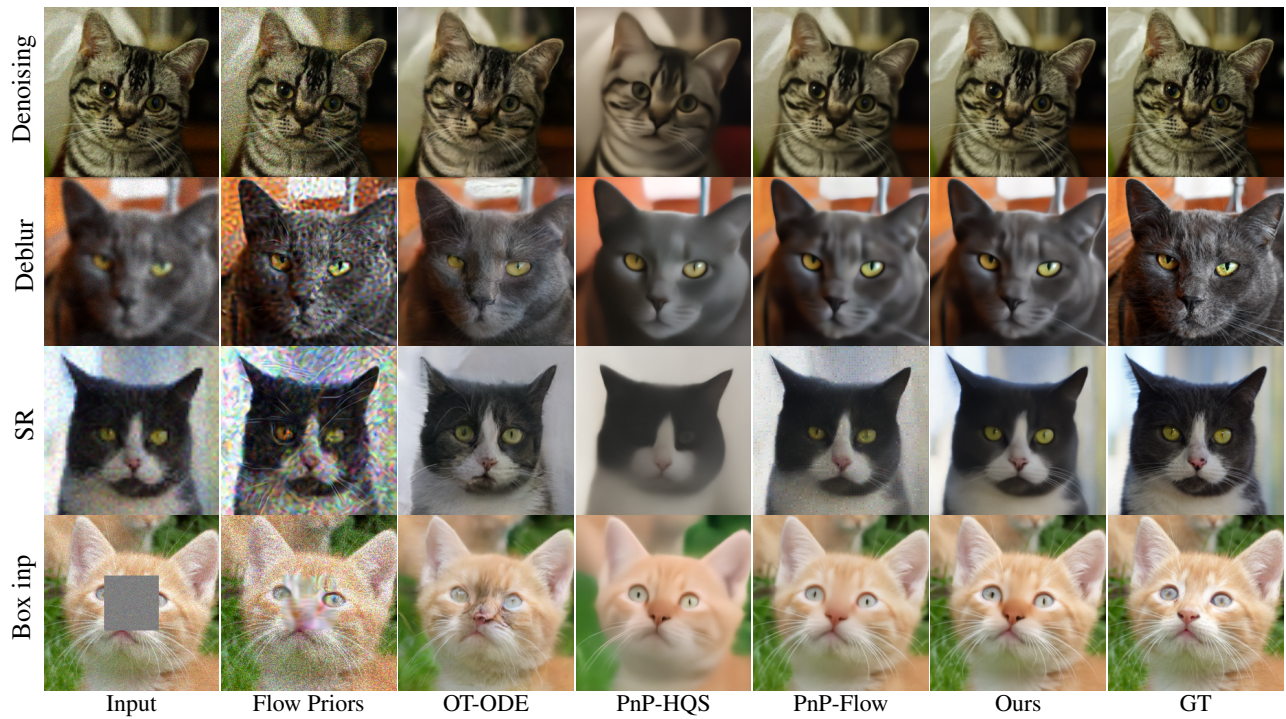 Denoising
Deblur
SR
Box inp
Input Flow Priors OT-ODE PnP-HQS PnP-Flow Ours GT